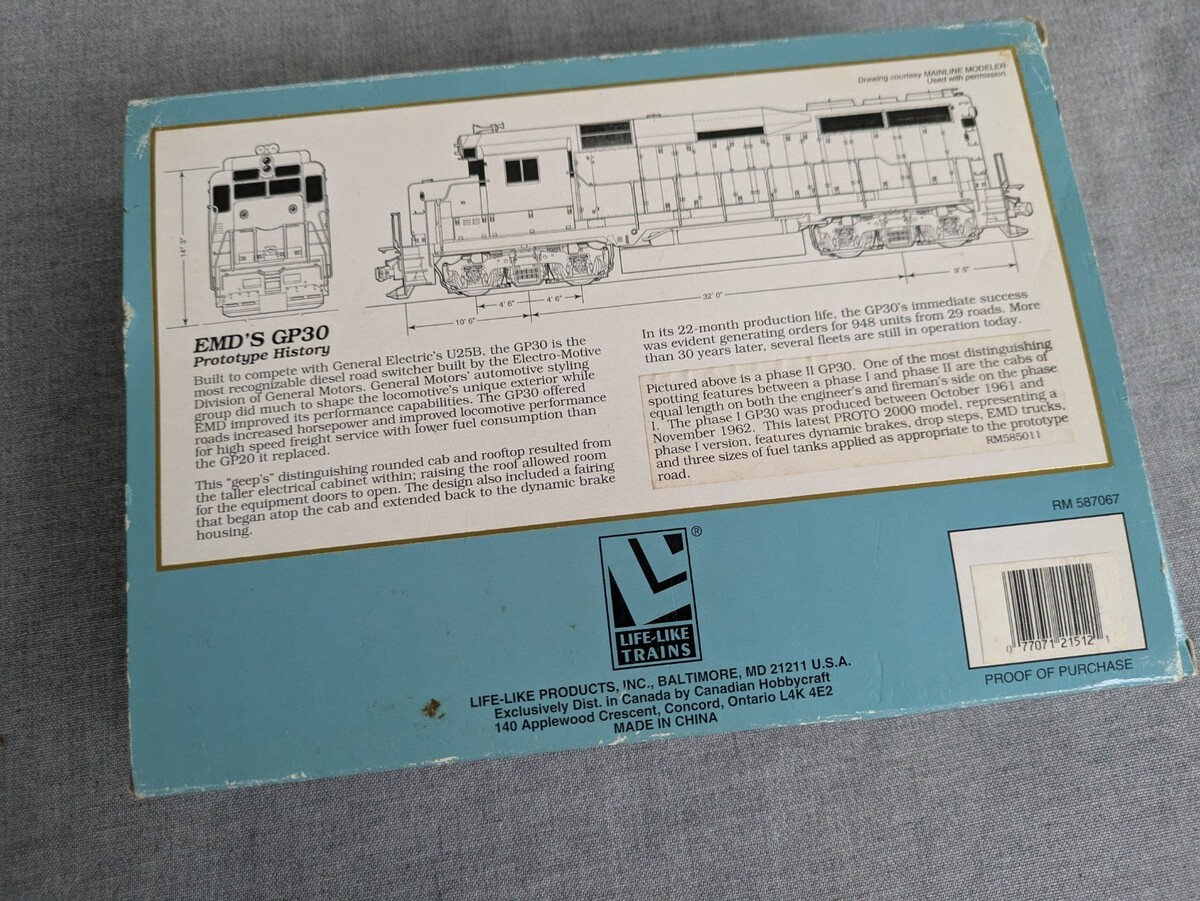 Drawing courtesy MAINLINE MODELER
Used with permission.
14' 3"
4' 6"
4' 6"
10' 6"
32' 0"
9' 6"
EMD'S GP30
Prototype History
Built to compete with General Electric's U25B, the GP30 is the
most recognizable diesel road switcher built by the Electro-Motive
Division of General Motors. General Motors' automotive styling
group did much to shape the locomotive's unique exterior while
EMD improved its performance capabilities. The GP30 offered
roads increased horsepower and improved locomotive performance
for high speed freight service with lower fuel consumption than
the GP20 it replaced.
This "geep's" distinguishing rounded cab and rooftop resulted from
the taller electrical cabinet within; raising the roof allowed room
for the equipment doors to open. The design also included a fairing
that began atop the cab and extended back to the dynamic brake
housing.
In its 22-month production life, the GP30's immediate success
was evident generating orders for 948 units from 29 roads. More
than 30 years later, several fleets are still in operation today.
Pictured above is a phase II GP30. One of the most distinguishing
spotting features between a phase I and phase II are the cabs of
equal length on both the engineer's and fireman's side on the phase
I. The phase I GP30 was produced between October 1961 and
November 1962. This latest PROTO 2000 model, representing a
phase I version, features dynamic brakes, drop steps, EMD trucks,
and three sizes of fuel tanks applied as appropriate to the prototype
road.
RM585011
RM 587067
®
LIFE-LIKE
TRAINS
LIFE-LIKE PRODUCTS, INC., BALTIMORE, MD 21211 U.S.A.
Exclusively Dist. in Canada by Canadian Hobbycraft
140 Applewood Crescent, Concord, Ontario L4K 4E2
MADE IN CHINA
0 77071 21512 1
PROOF OF PURCHASE